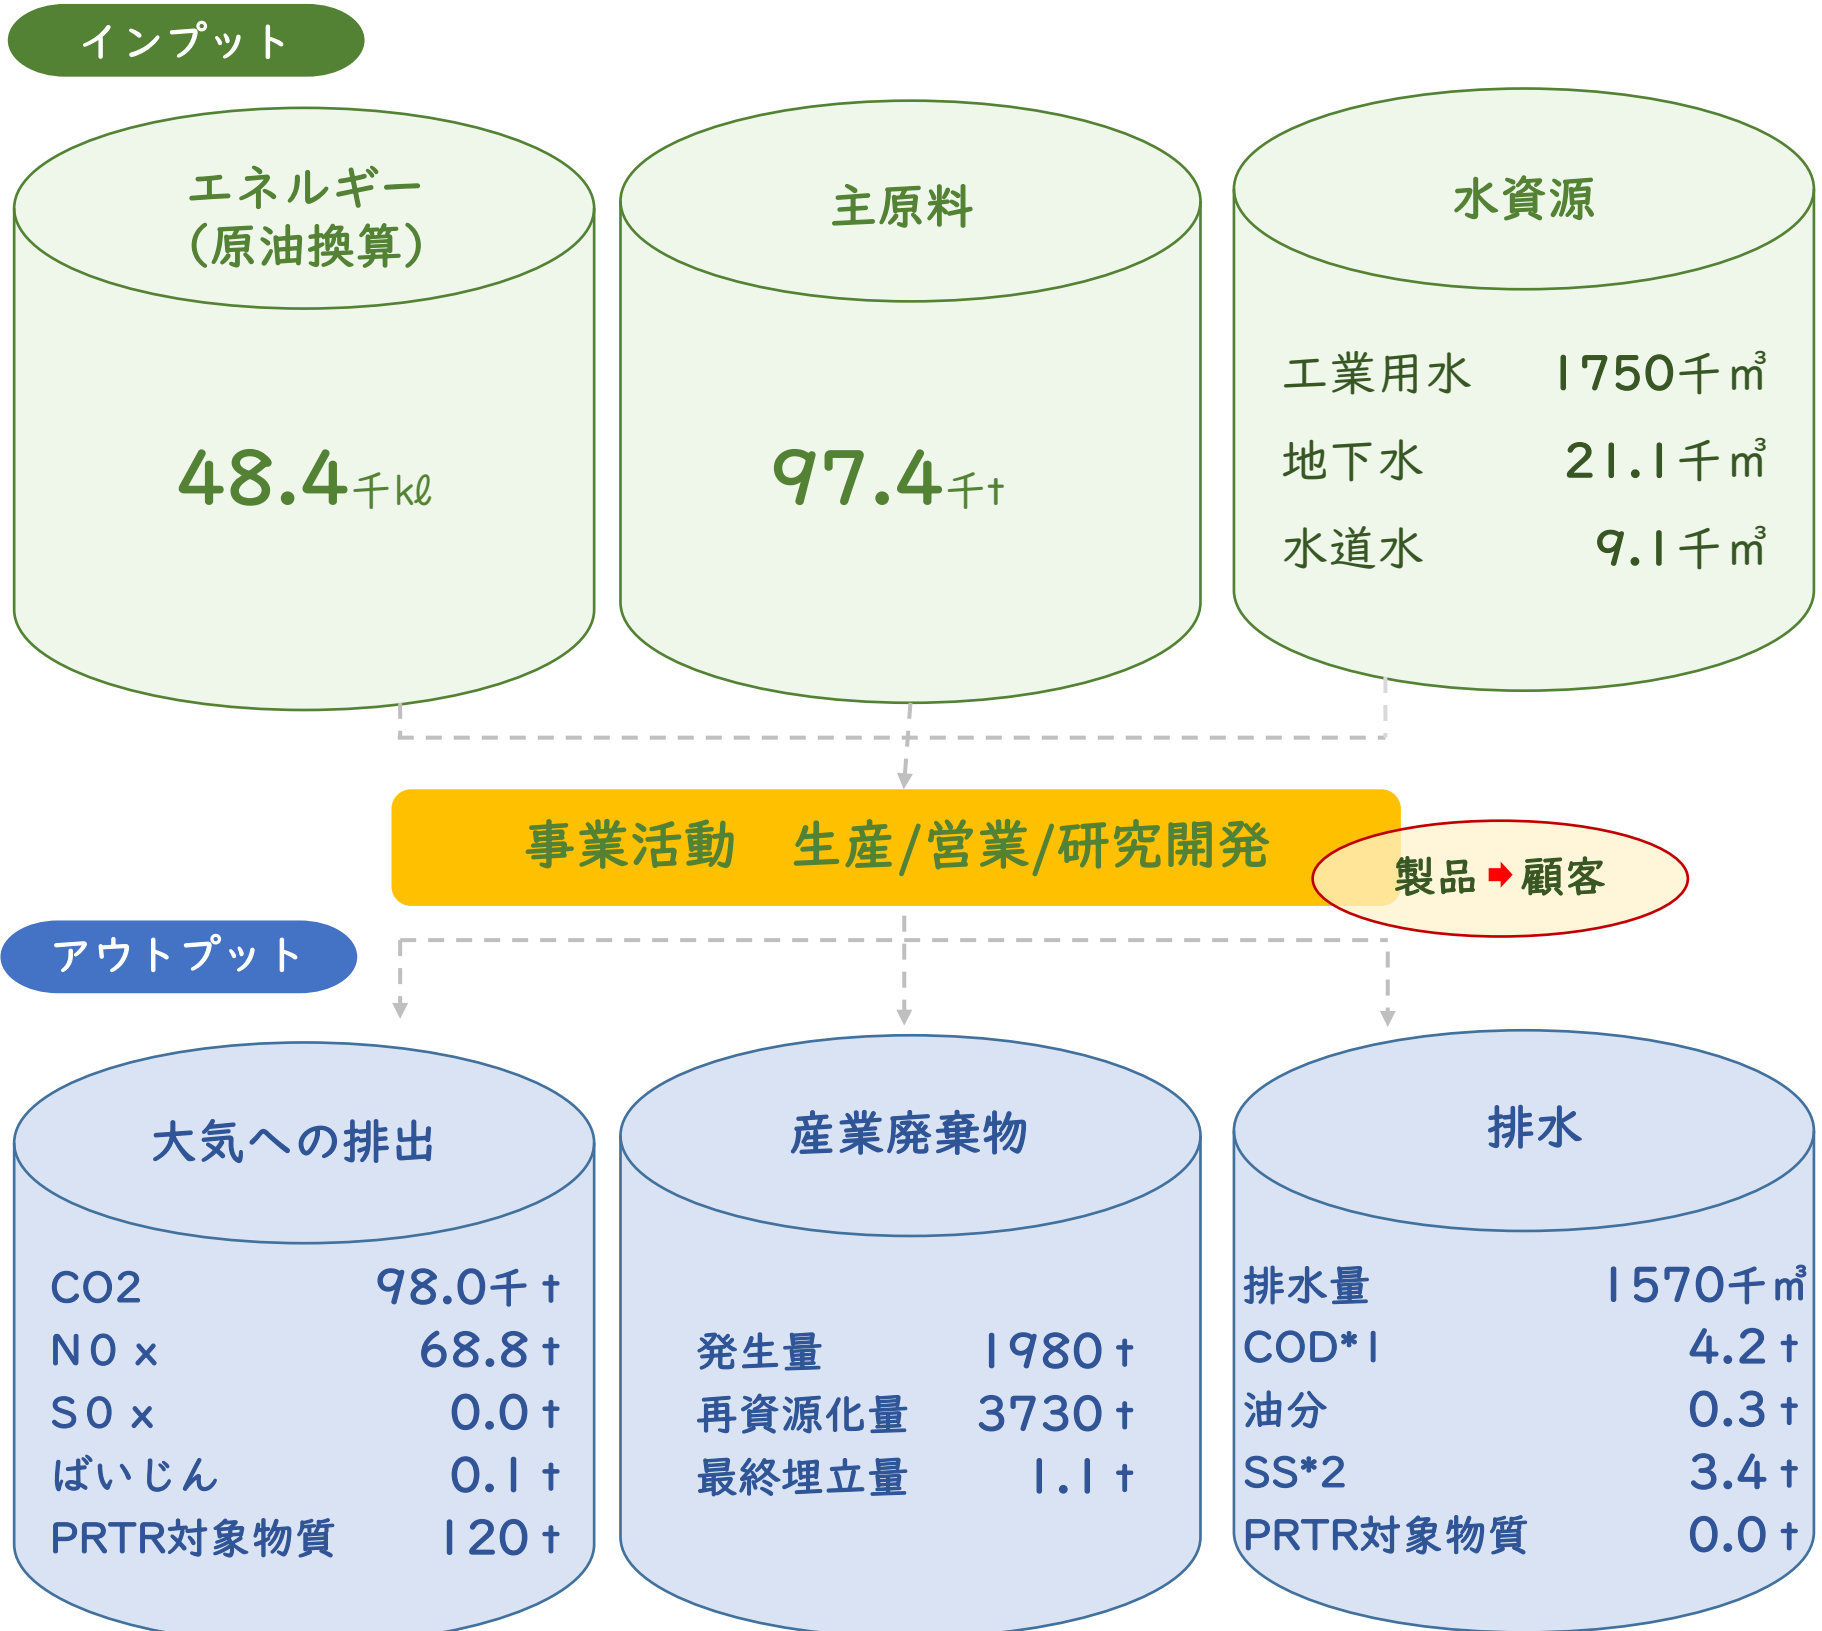 インプット
エネルギー
(原油換算)
48.4千kℓ
主原料
97.4千t
水資源
工業用水 1750千㎥
地下水 21.1千㎥
水道水 9.1千㎥
事業活動 生産/営業/研究開発
製品 顧客
アウトプット
大気への排出
CO2 98.0千t
N0x 68.8t
S0x 0.0t
ばいじん 0.1t
PRTR対象物質 120t
産業廃棄物
発生量 1980t
再資源化量 3730t
最終埋立量 1.1t
排水
排水量 1570千㎥
COD*1 4.2t
油分 0.3t
SS*2 3.4t
PRTR対象物質 0.0t